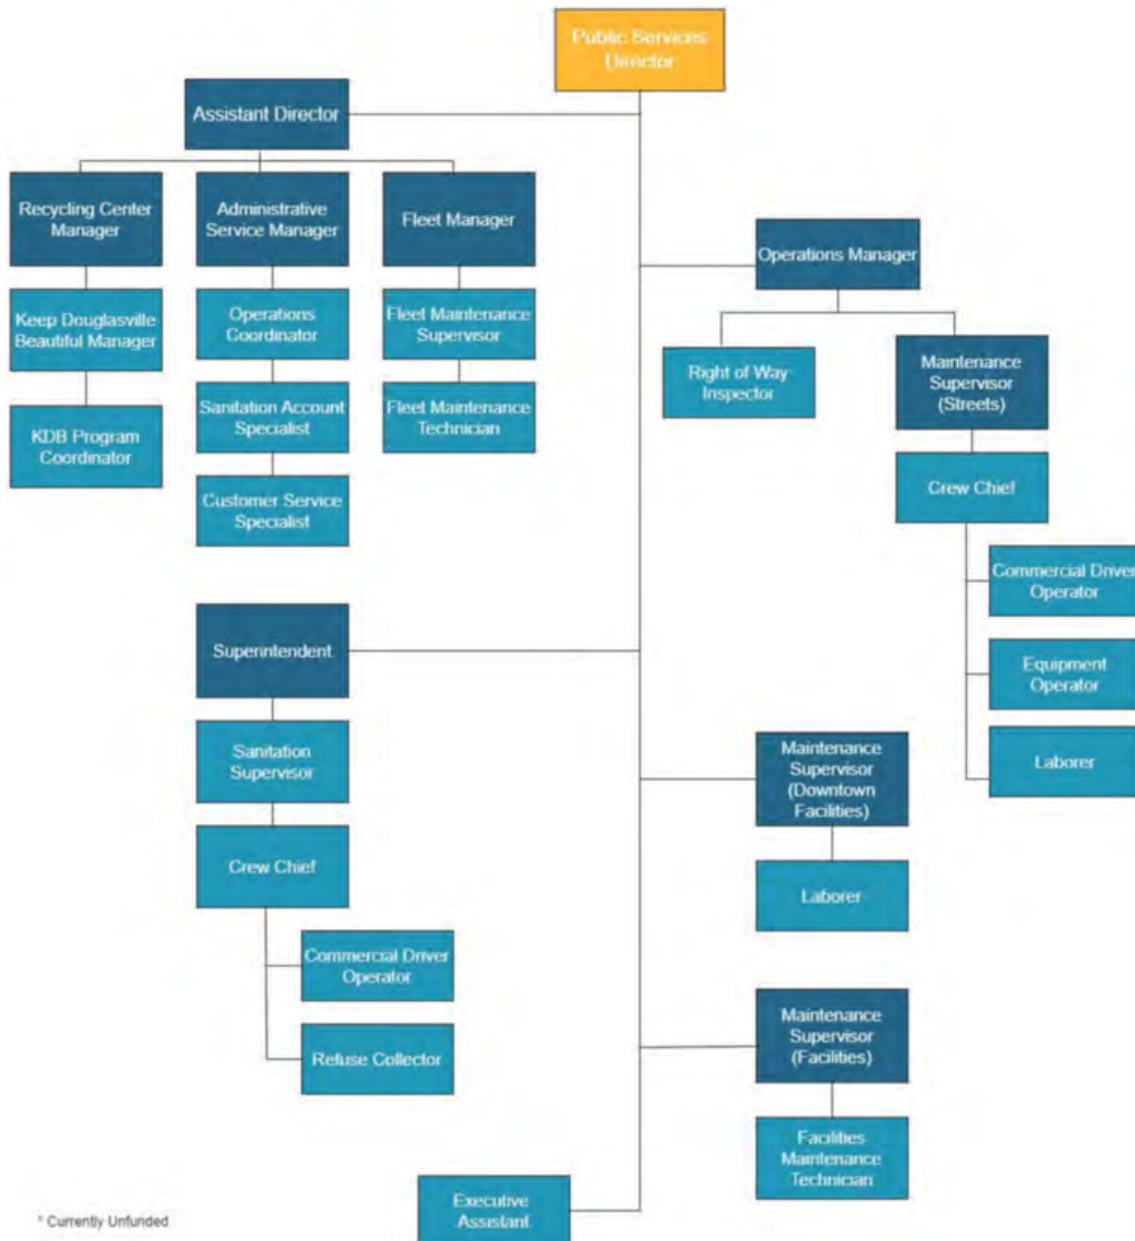 Public Services
Director
Assistant Director
Recycling Center
Manager
Administrative
Service Manager
Fleet Manager
Operations Manager
Keep Douglasville
Beautiful Manager
Operations
Coordinator
Fleet Maintenance
Supervisor
Right of Way
Inspector
Maintenance
Supervisor
(Streets)
KDB Program
Coordinator
Sanitation Account
Specialist
Fleet Maintenance
Technician
Crew Chief
Customer Service
Specialist
Commercial Driver
Operator
Equipment
Operator
Laborer
Superintendent
Sanitation
Supervisor
Maintenance
Supervisor
(Downtown
Facilities)
Crew Chief
Laborer
Commercial Driver
Operator
Refuse Collector
Maintenance
Supervisor
(Facilities)
Facilities
Maintenance
Technician
Executive
Assistant
* Currently Unfunded